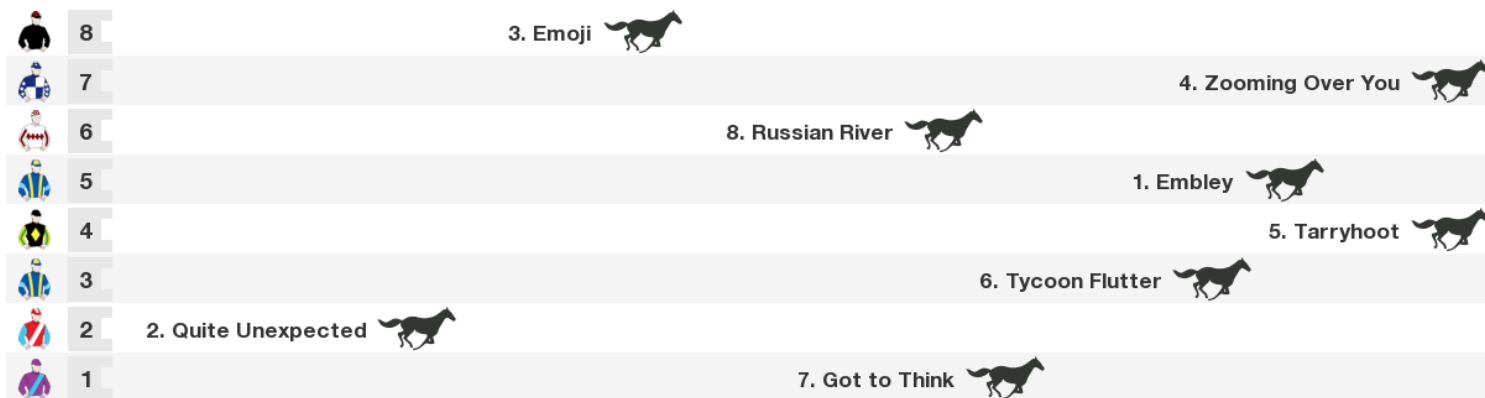 8 3. Emoji
7 4. Zooming Over You
6 8. Russian River
5 1. Embley
4 5. Tarryhoot
3 6. Tycoon Flutter
2 2. Quite Unexpected
1 7. Got to Think